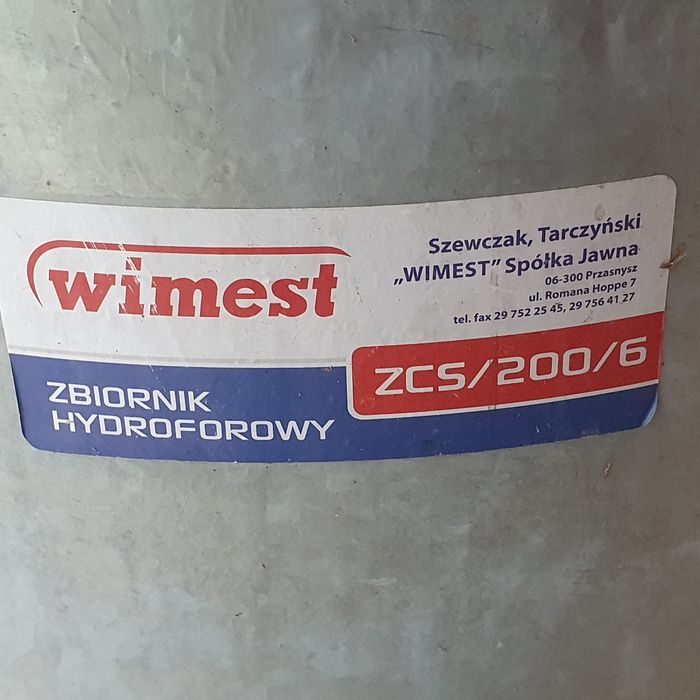 wimest
Szewczak, Tarczyński
„WIMEST” Spółka Jawna
06-300 Przasnysz
ul. Romana Hoppe 7
tel. fax 29 752 25 45, 29 756 41 27
ZCS/200/6
ZBIORNIK
HYDROFOROWY